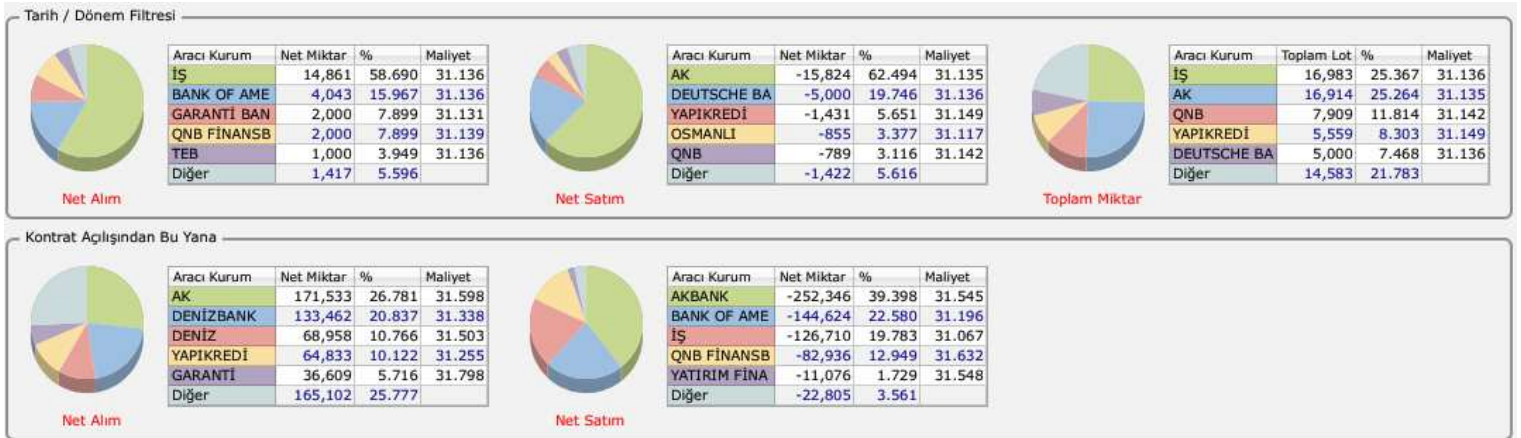 Tarih / Dönem Filtresi
Aracı Kurum Net Miktar % Maliyet
İŞ 14,861 58.690 31.136
BANK OF AME 4,043 15.967 31.136
GARANTİ BAN 2,000 7.899 31.131
QNB FİNANSB 2,000 7.899 31.139
TEB 1,000 3.949 31.136
Diğer 1,417 5.596
Net Alım
Aracı Kurum Net Miktar % Maliyet
AK -15,824 62.494 31.135
DEUTSCHE BA -5,000 19.746 31.136
YAPIKREDİ -1,431 5.651 31.149
OSMANLI -855 3.377 31.117
QNB -789 3.116 31.142
Diğer -1,422 5.616
Net Satım
Aracı Kurum Toplam Lot % Maliyet
İŞ 16,983 25.367 31.136
AK 16,914 25.264 31.135
QNB 7,909 11.814 31.142
YAPIKREDİ 5,559 8.303 31.149
DEUTSCHE BA 5,000 7.468 31.136
Diğer 14,583 21.783
Toplam Miktar
Kontrat Açılışından Bu Yana
Aracı Kurum Net Miktar % Maliyet
AK 171,533 26.781 31.598
DENİZBANK 133,462 20.837 31.338
DENİZ 68,958 10.766 31.503
YAPIKREDİ 64,833 10.122 31.255
GARANTİ 36,609 5.716 31.798
Diğer 165,102 25.777
Net Alım
Aracı Kurum Net Miktar % Maliyet
AKBANK -252,346 39.398 31.545
BANK OF AME -144,624 22.580 31.196
İŞ -126,710 19.783 31.067
QNB FİNANSB -82,936 12.949 31.632
YATIRIM FİNA -11,076 1.729 31.548
Diğer -22,805 3.561
Net Satım